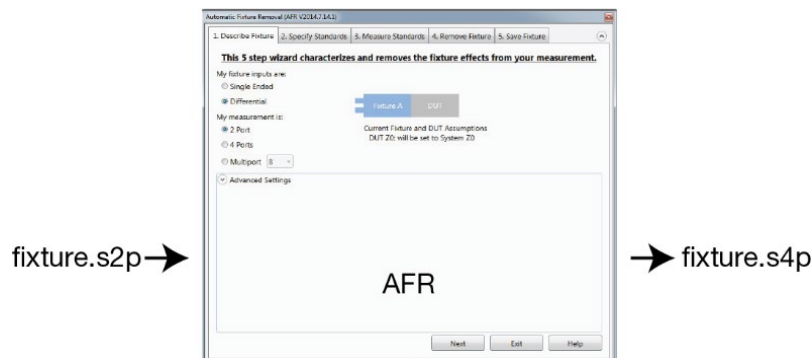 Automatic Fixture Removal (AFR V2014.7.14.1)
1. Describe Fixture 2. Specify Standards 3. Measure Standards 4. Remove Fixture 5. Save Fixture
This 5 step wizard characterizes and removes the fixture effects from your measurement.
My fixture inputs are:
Single Ended
Differential
Fixture A DUT
My measurement is:
Current Fixture and DUT Assumptions
2 Port
DUT Z0; will be set to System Z0
4 Ports
Multiport 8
Advanced Settings
fixture.s2p
fixture.s4p
AFR
Next Exit Help